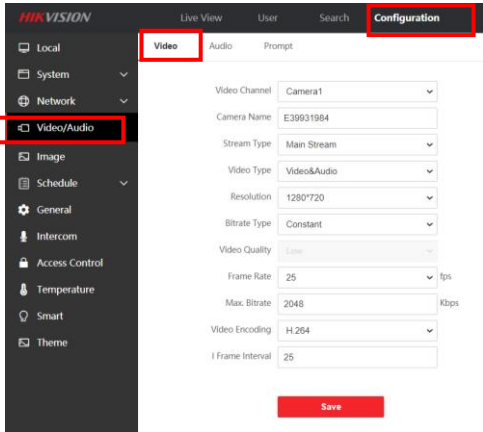 HIKVISION Live View User Search Configuration
Local
System
Network
Video/Audio
Image
Schedule
General
Intercom
Access Control
Temperature
Smart
Theme
Video Audio Prompt
Video Channel Camera1
Camera Name E39931984
Stream Type Main Stream
Video Type Video&Audio
Resolution 1280*720
Bitrate Type Constant
Video Quality Low
Frame Rate 25 fps
Max. Bitrate 2048 Kbps
Video Encoding H.264
I Frame Interval 25
Save